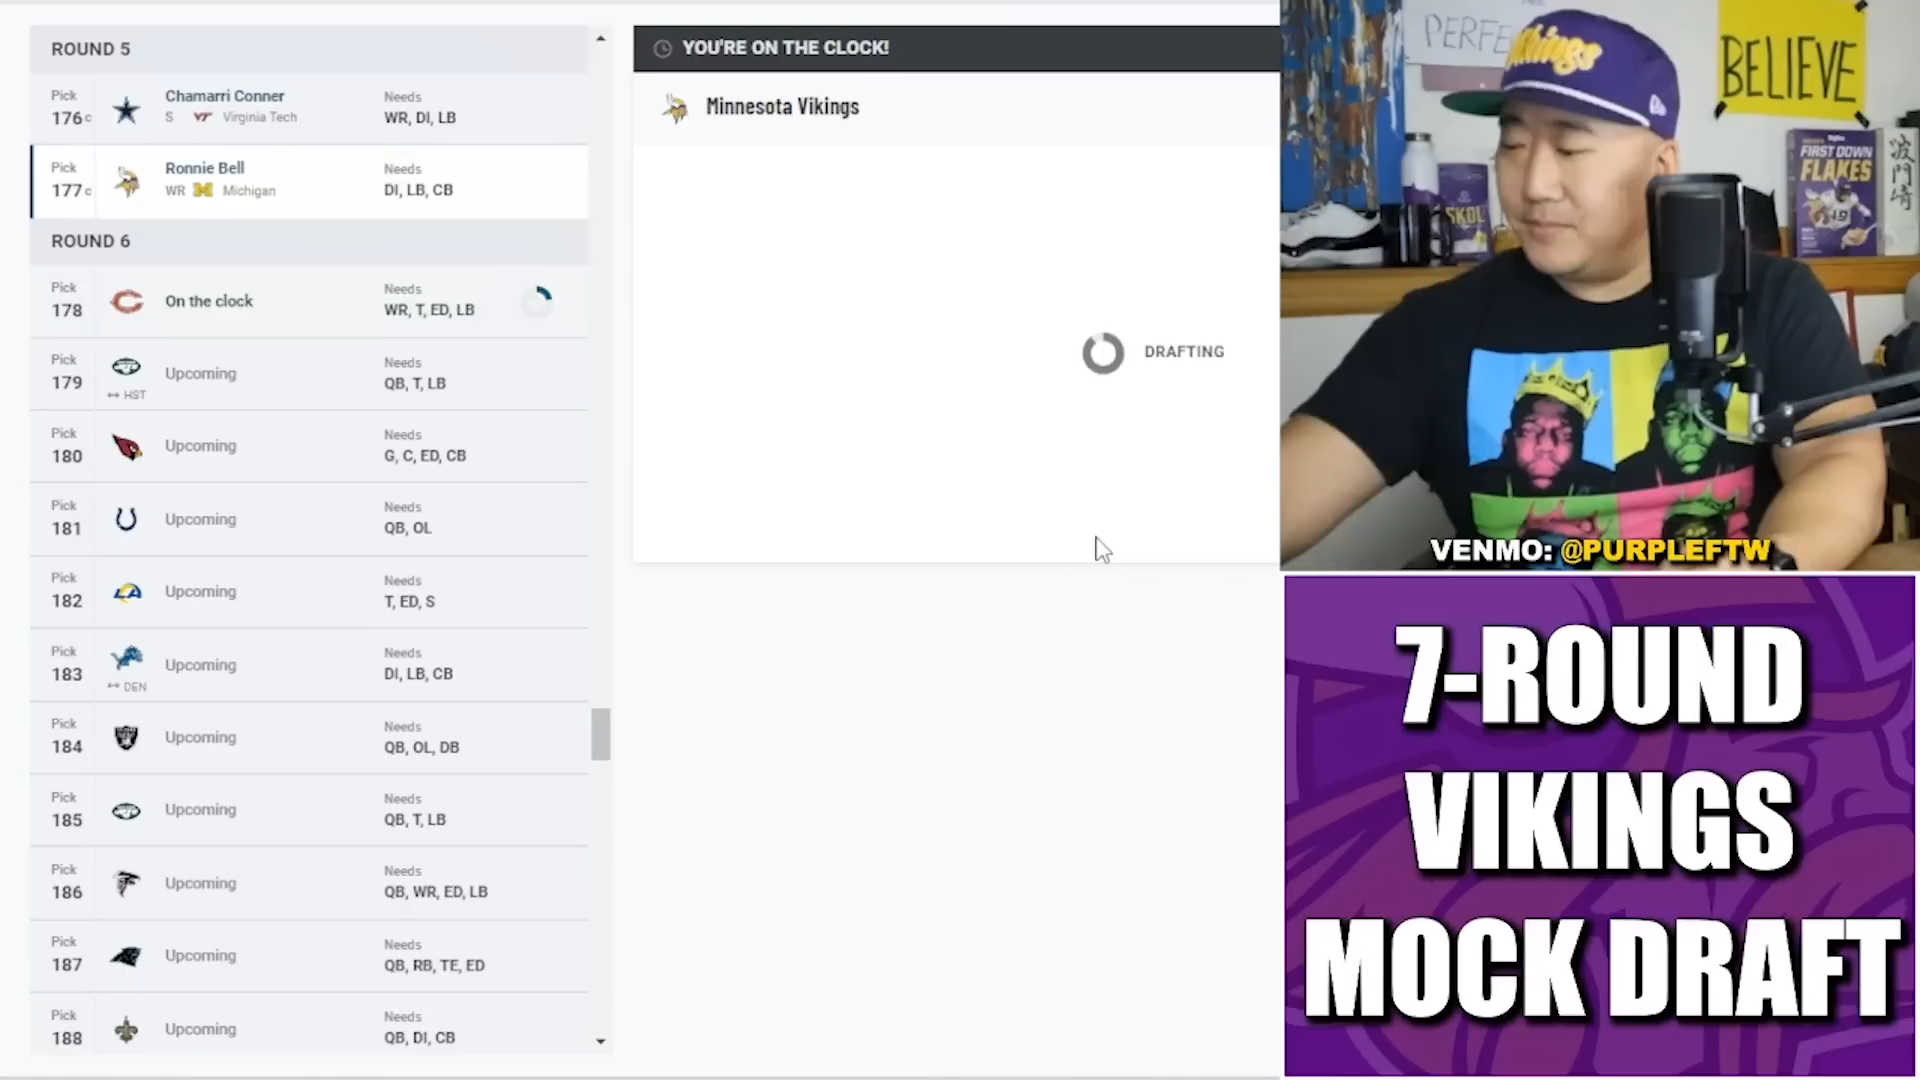 ROUND 5
Pick
176 c
Chamarri Conner
S VT Virginia Tech
Needs
WR, DI, LB
Pick
177 c
Ronnie Bell
WR M Michigan
Needs
DI, LB, CB
ROUND 6
Pick
178
On the clock
Needs
WR, T, ED, LB
Pick
179
↔ HST
Upcoming
Needs
QB, T, LB
Pick
180
Upcoming
Needs
G, C, ED, CB
Pick
181
Upcoming
Needs
QB, OL
Pick
182
LA
Upcoming
Needs
T, ED, S
Pick
183
↔ DEN
Upcoming
Needs
DI, LB, CB
Pick
184
Upcoming
Needs
QB, OL, DB
Pick
185
Upcoming
Needs
QB, T, LB
Pick
186
Upcoming
Needs
QB, WR, ED, LB
Pick
187
Upcoming
Needs
QB, RB, TE, ED
Pick
188
Upcoming
Needs
QB, DI, CB
YOU'RE ON THE CLOCK!
Minnesota Vikings
DRAFTING
PERFE
Vikings
BELIEVE
FIRST DOWN
FLAKES
19
SKOL
VENMO: @PURPLEFTW
7-ROUND
VIKINGS
MOCK DRAFT